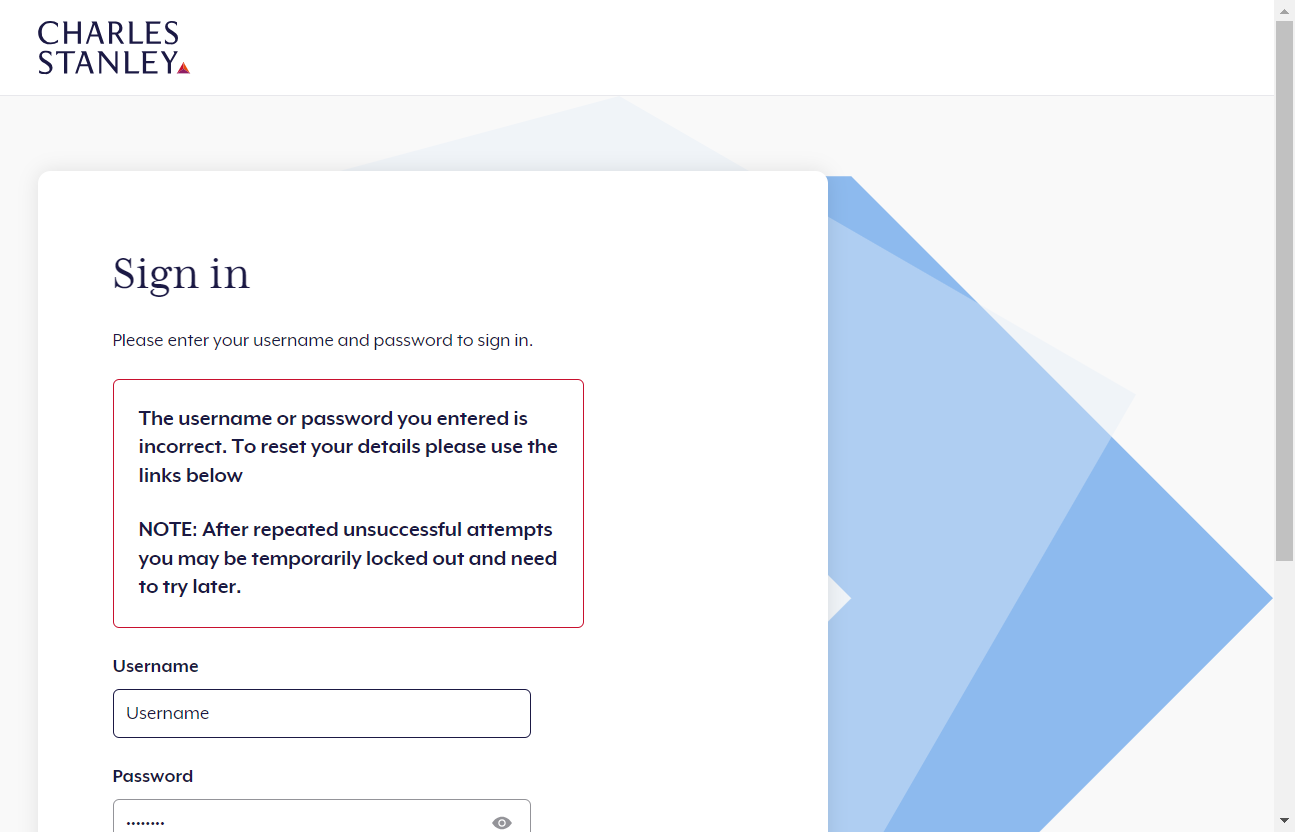 CHARLES
STANLEY
Sign in
Please enter your username and password to sign in.
The username or password you entered is
incorrect. To reset your details please use the
links below
NOTE: After repeated unsuccessful attempts
you may be temporarily locked out and need
to try later.
Username
Username
Password
••••••••